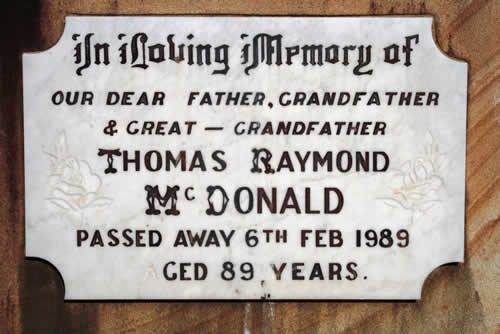 In Loving Memory of
OUR DEAR FATHER, GRANDFATHER
& GREAT – GRANDFATHER
THOMAS RAYMOND
McDONALD
PASSED AWAY 6TH FEB 1989
GED 89 YEARS.